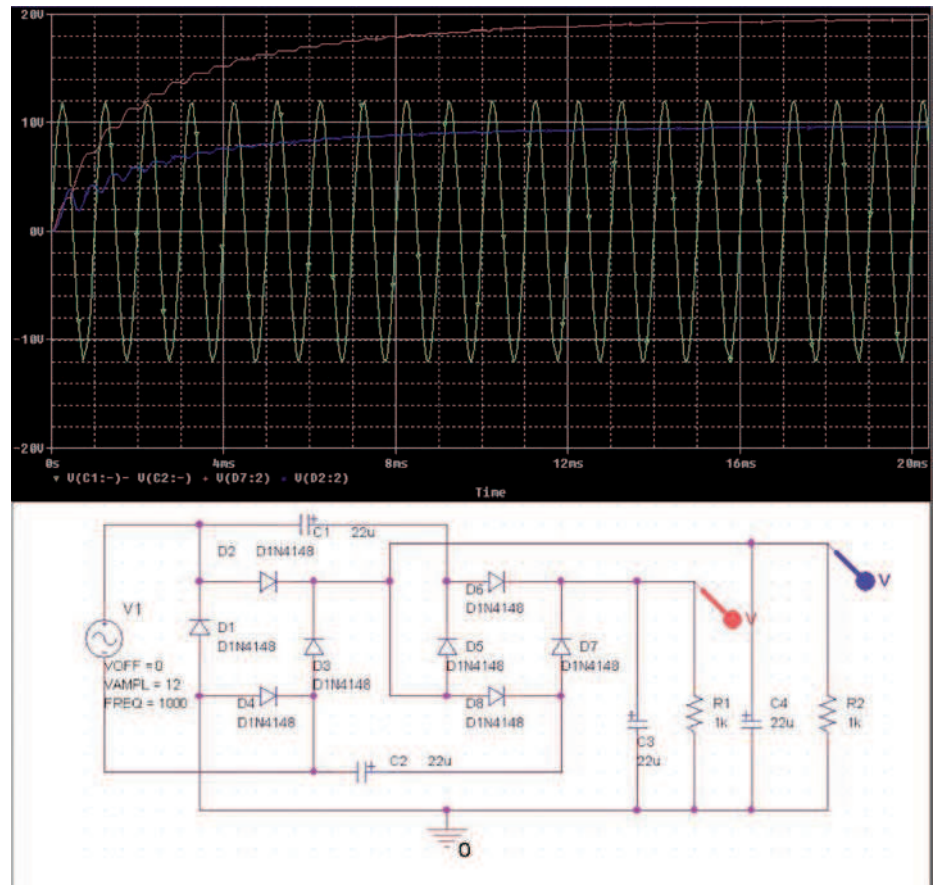 20V
10V
0V
-10V
-20V
0s 4ms 8ms 12ms 16ms 20ms
V(C1:-)- V(C2:-) V(D7:2) V(D2:2)
Time
C1 22u
D2 D1N4148
V1
VOFF = 0
VAMPL = 12
FREQ = 1000
D1
D1N4148
D3
D1N4148
D4
D1N4148
D6
D1N4148
D5
D1N4148
D7
D1N4148
D8
D1N4148
C2 22u
C3
22u
R1
1k
C4
22u
R2
1k
V
V
0